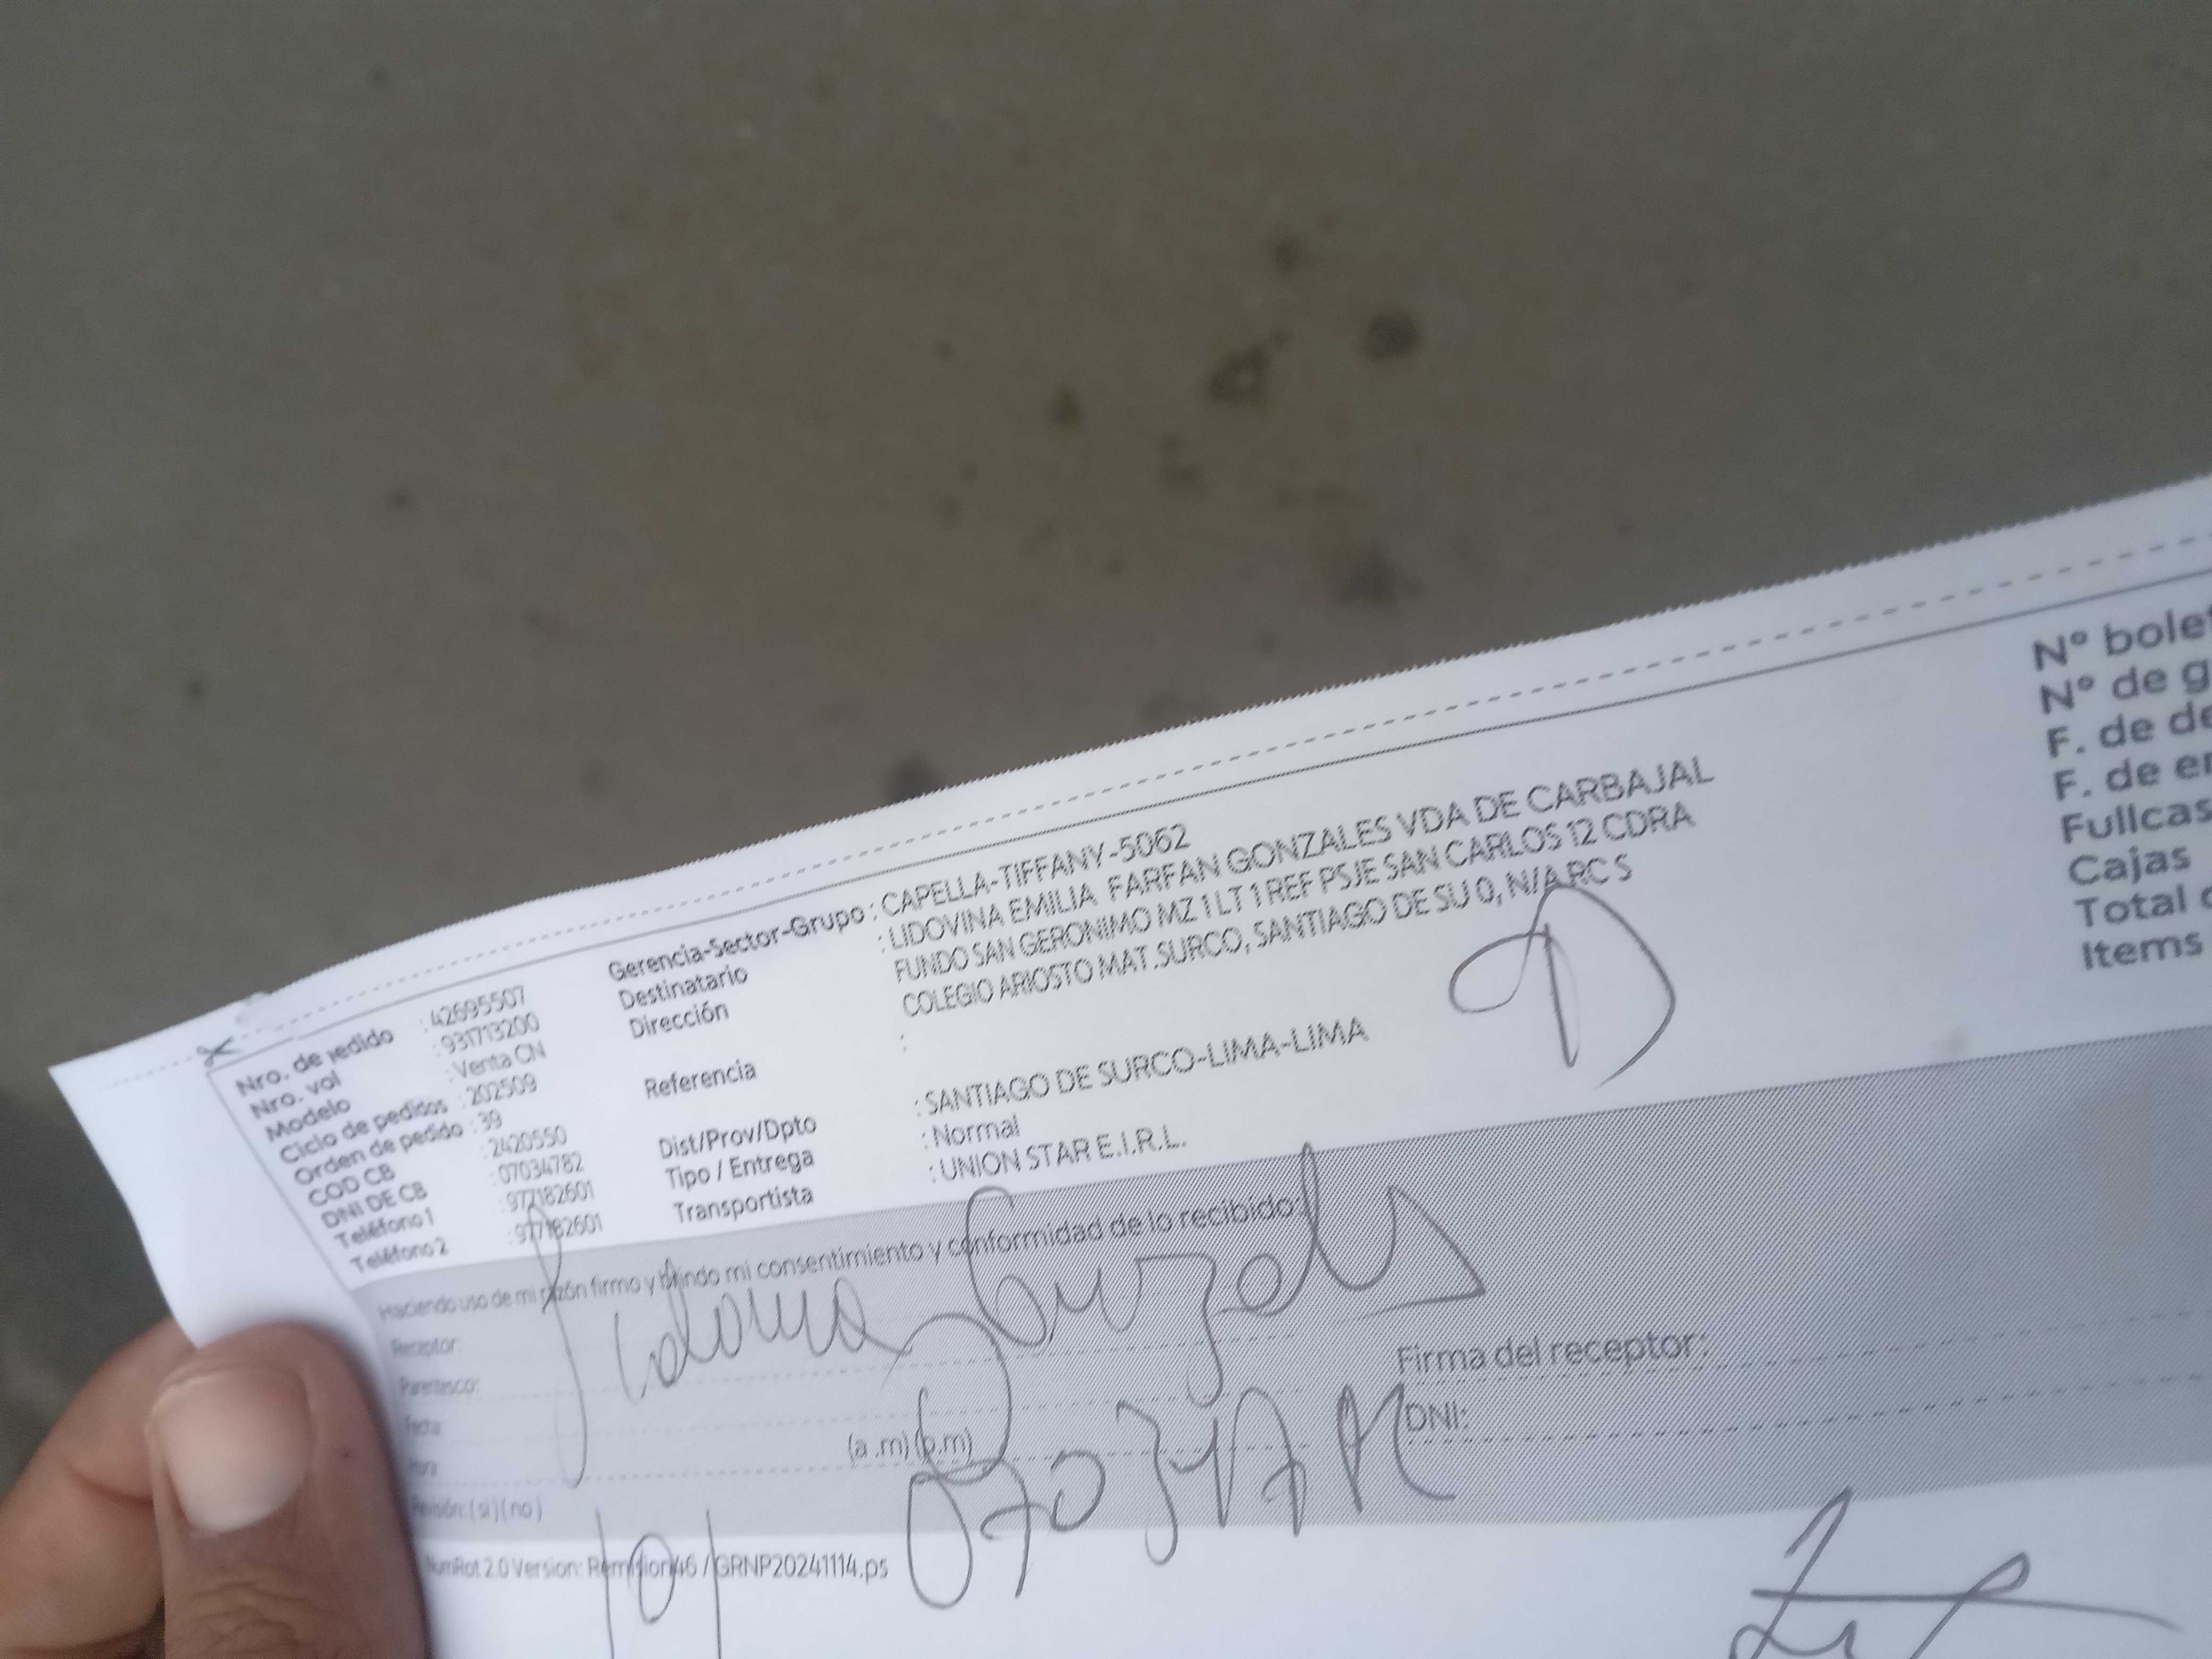 Nro. de pedido : 42695507
Nro. vol : 931713200
Modelo : Venta CN
Ciclo de pedidos : 202509
Orden de pedido : 39
COD CB : 2420550
DNI DE CB : 07034782
Teléfono 1 : 977182601
Teléfono 2 : 977182601
Gerencia-Sector-Grupo : CAPELLA-TIFFANY-5062
Destinatario : LIDOVINA EMILIA FARFAN GONZALES VDA DE CARBAJAL
Dirección FUNDO SAN GERONIMO MZ 1 LT 1 REF PSJE SAN CARLOS 12 CDRA
COLEGIO ARIOSTO MAT.SURCO, SANTIAGO DE SU 0, N/A RC S
Referencia :
Dist/Prov/Dpto : SANTIAGO DE SURCO-LIMA-LIMA
Tipo / Entrega : Normal
Transportista : UNION STAR E.I.R.L.
N° bolet
N° de g
F. de de
F. de en
Fullcas
Cajas
Total
Items
Haciendo uso de mi razón firmo y brindo mi consentimiento y conformidad de lo recibido:
Receptor:
Parentesco:
Fecha:
Hora (a .m) (p.m)
Revisión: ( si ) ( no )
Firma del receptor:
DNI:
NumRot 2.0 Version: Remision46 / GRNP20241114.ps